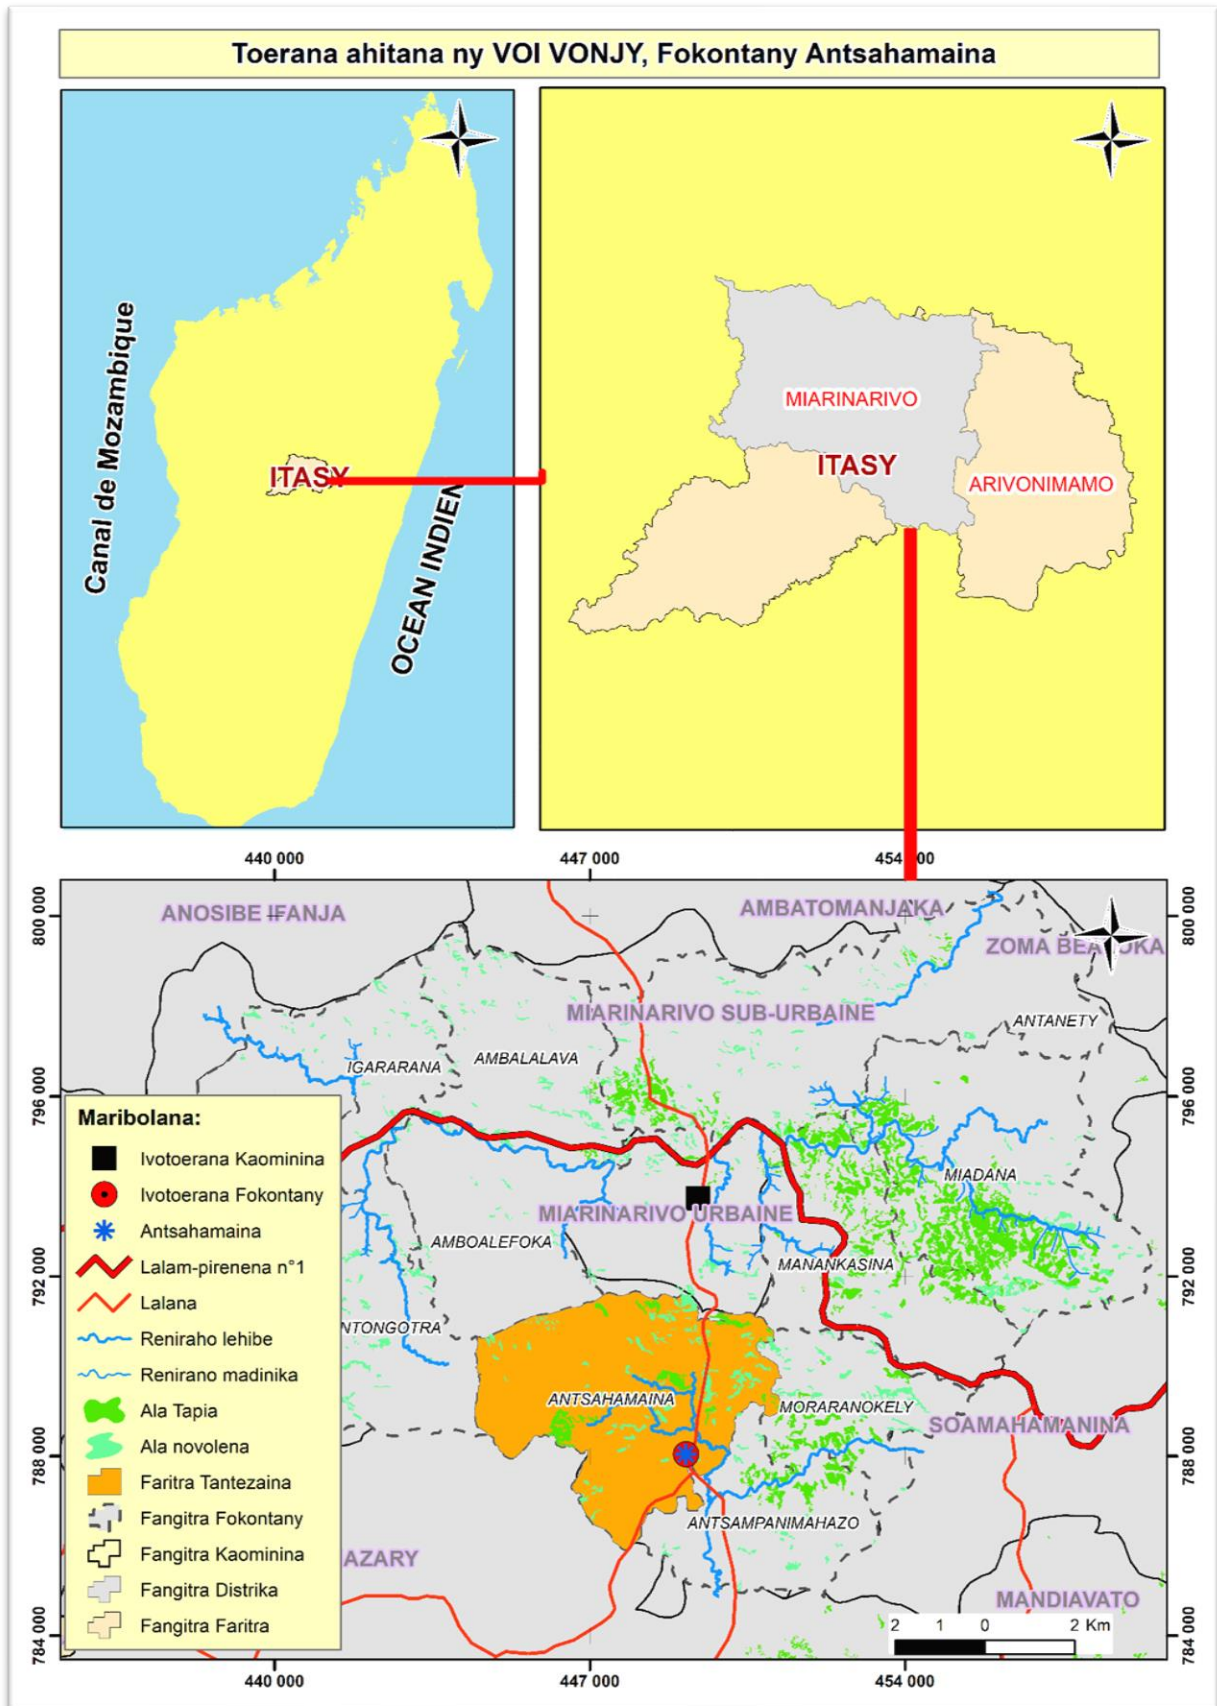 Toerana ahitana ny VOI VONJY, Fokontany Antsahamaina
Canal de Mozambique
ITASY
OCEAN INDIEN
MIARINARIVO
ITASY
ARIVONIMAMO
440 000
447 000
454 000
800 000
796 000
792 000
788 000
784 000
800 000
796 000
792 000
788 000
784 000
ANOSIBE IFANJA
AMBATOMANJAKA
ZOMA BEALOKA
MIARINARIVO SUB-URBAINE
ANTANETY
AMBALALAVA
IGARARANA
MIADANA
MIARINARIVO URBAINE
AMBOALEFOKA
MANANKASINA
NTONGOTRA
ANTSAHAMAINA
MORARANOKELY
SOAMAHAMANINA
ANTSAMPANIMAHAZO
AZARY
MANDIAVATO
Maribolana:
Ivotoerana Kaominina
Ivotoerana Fokontany
Antsahamaina
Lalam-pirenena n°1
Lalana
Reniraho lehibe
Renirano madinika
Ala Tapia
Ala novolena
Faritra Tantezaina
Fangitra Fokontany
Fangitra Kaominina
Fangitra Distrika
Fangitra Faritra
2 1 0 2 Km
440 000
447 000
454 000